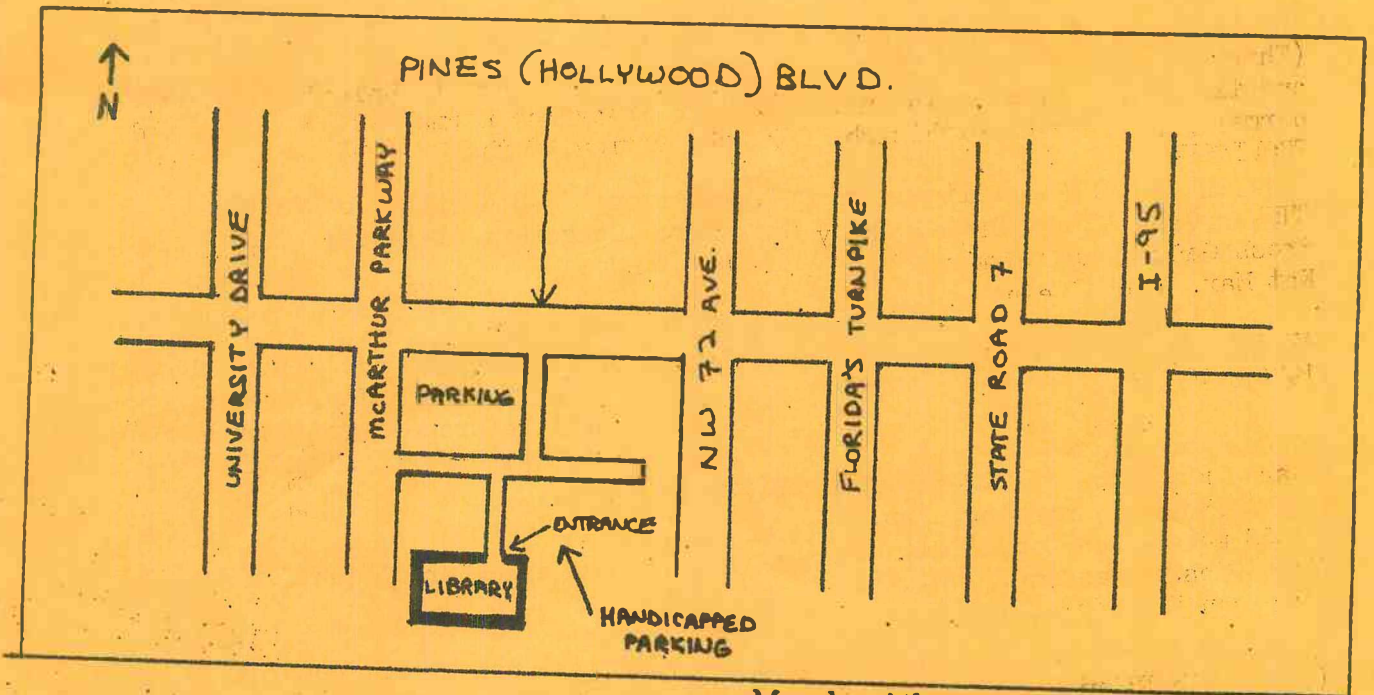 PINES (HOLLYWOOD) BLVD.
N
UNIVERSITY DRIVE
McARTHUR PARKWAY
NW 72 AVE.
FLORIDA'S TURNPIKE
STATE ROAD 7
I-95
PARKING
ENTRANCE
LIBRARY
HANDICAPPED
PARKING